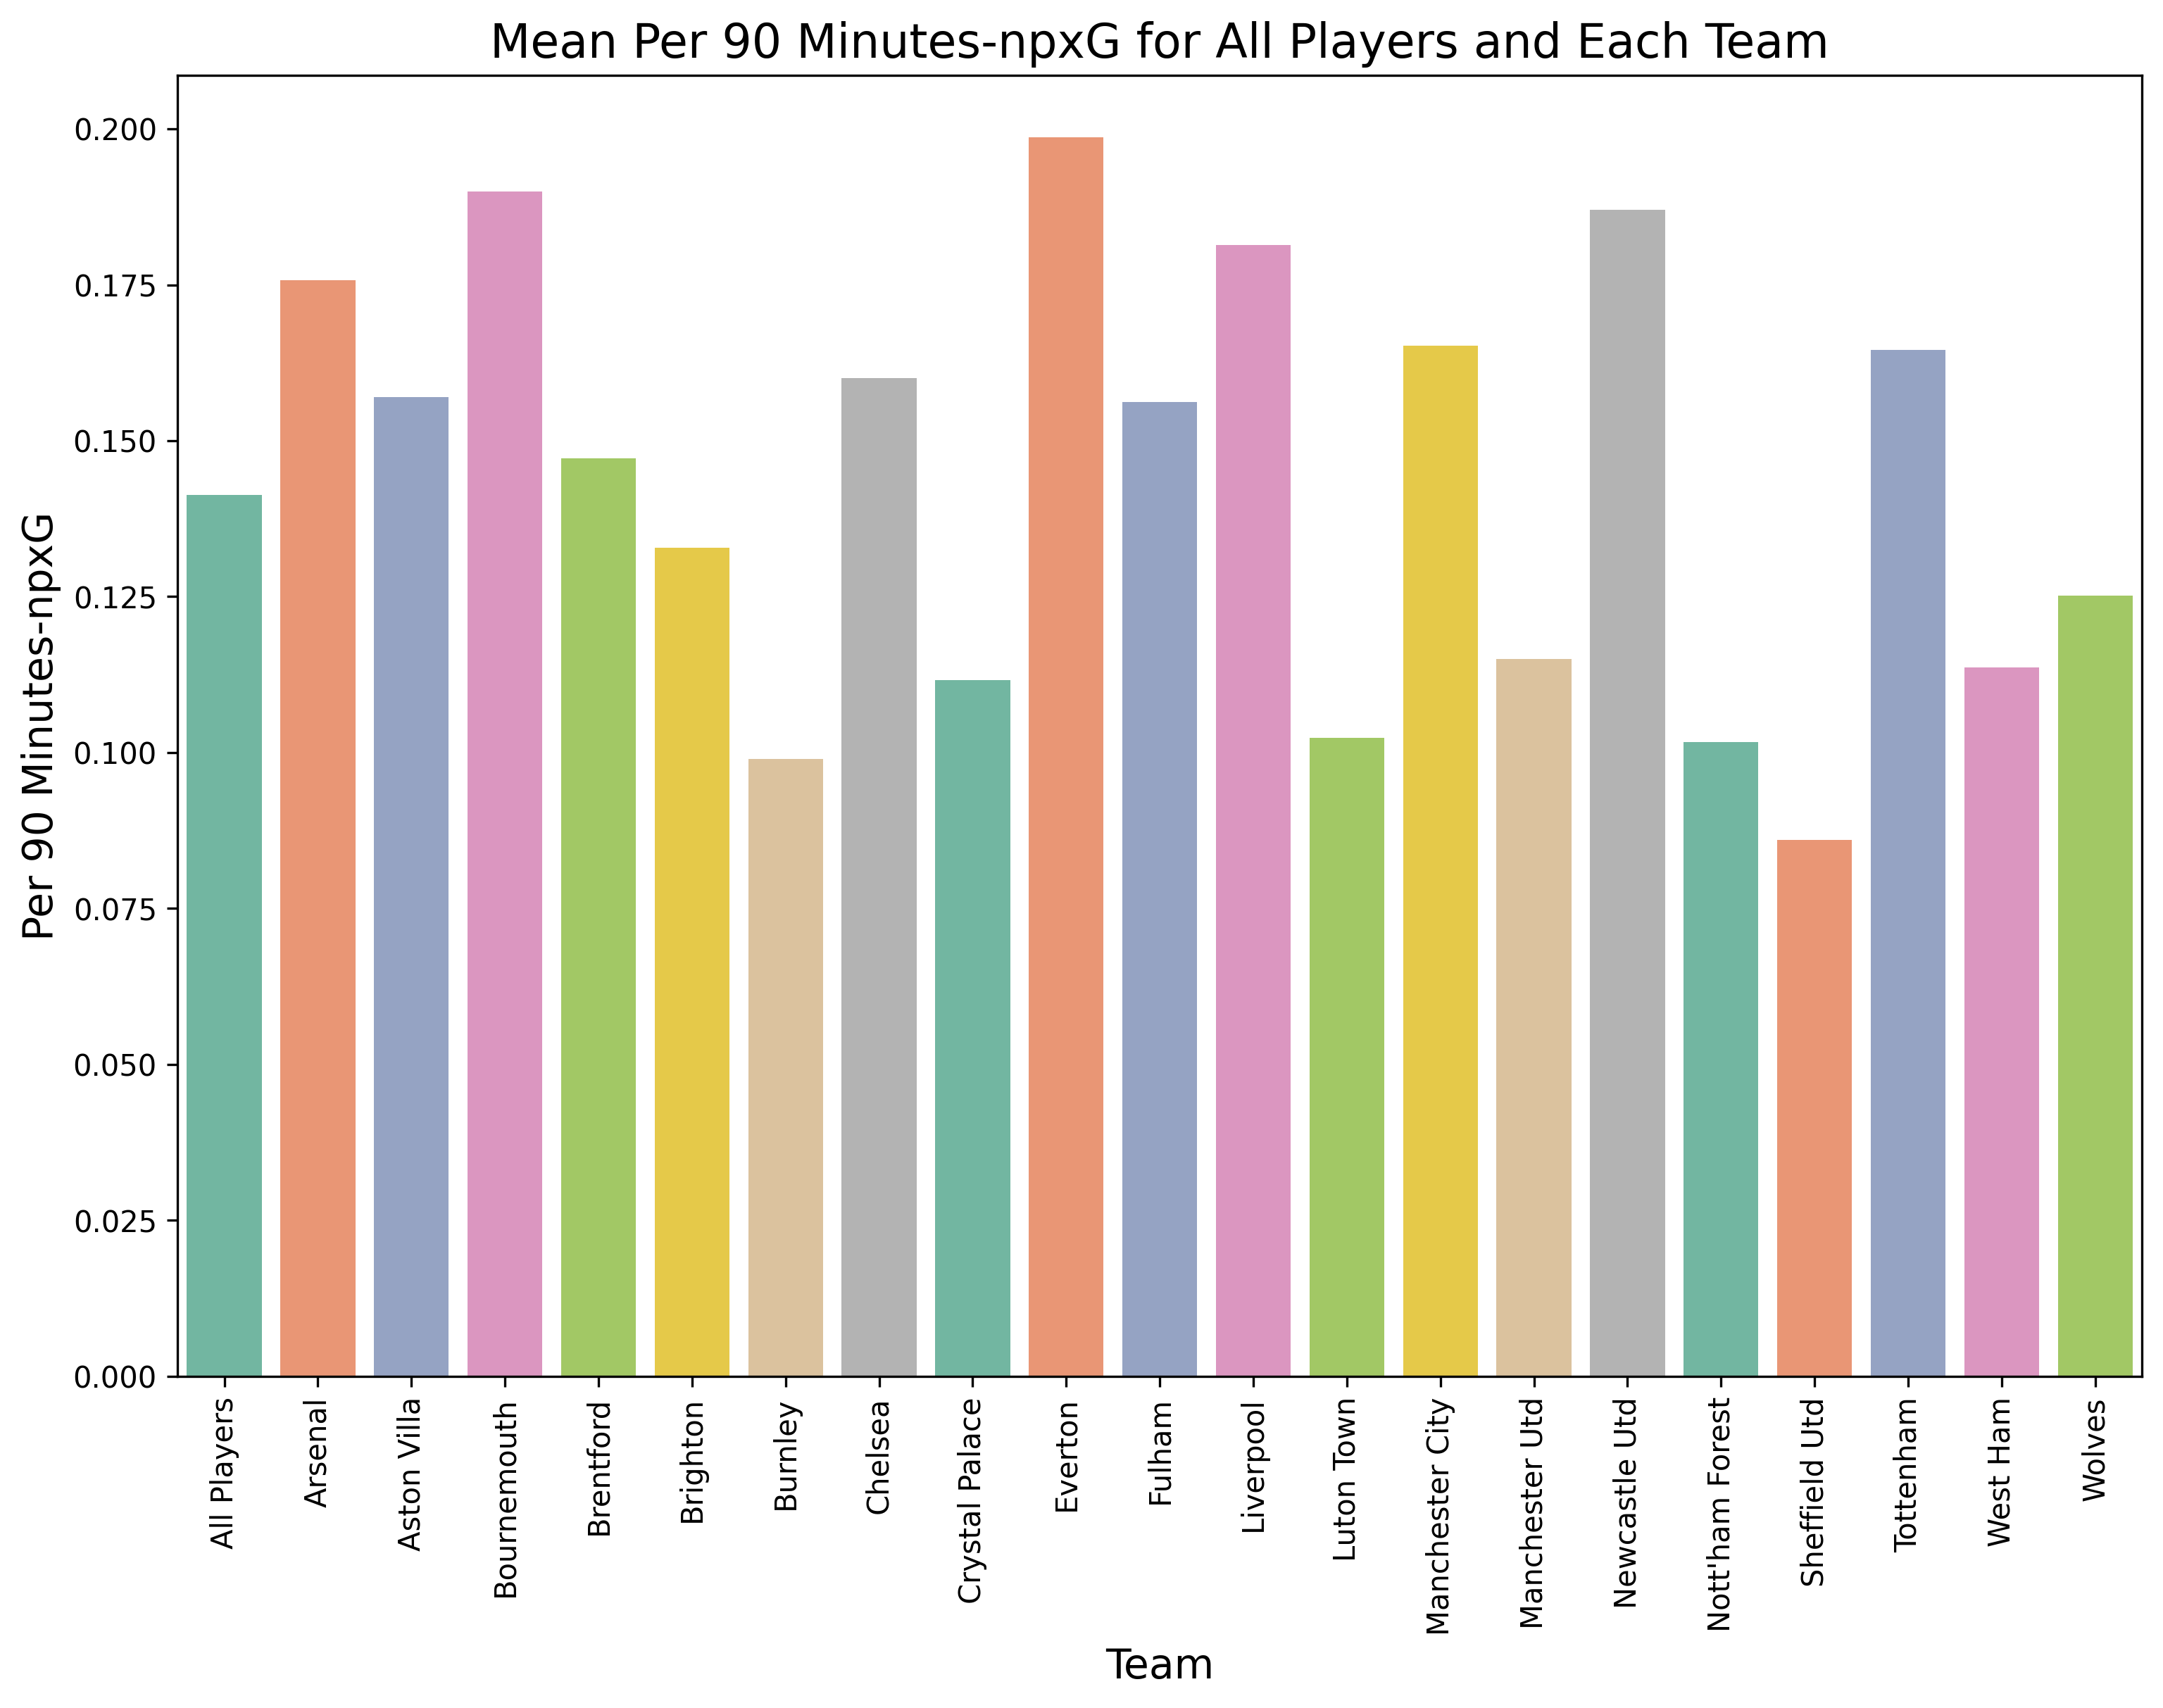 Mean Per 90 Minutes-npxG for All Players and Each Team
Per 90 Minutes-npxG
0.200
0.175
0.150
0.125
0.100
0.075
0.050
0.025
0.000
All Players
Arsenal
Aston Villa
Bournemouth
Brentford
Brighton
Burnley
Chelsea
Crystal Palace
Everton
Fulham
Liverpool
Luton Town
Manchester City
Manchester Utd
Newcastle Utd
Nott'ham Forest
Sheffield Utd
Tottenham
West Ham
Wolves
Team